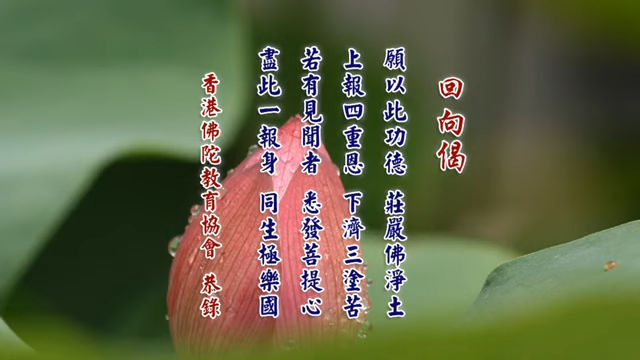 回向偈
願以此功德 莊嚴佛淨土
上報四重恩 下濟三塗苦
若有見聞者 悉發菩提心
盡此一報身 同生極樂國
香港佛陀教育協會 恭錄